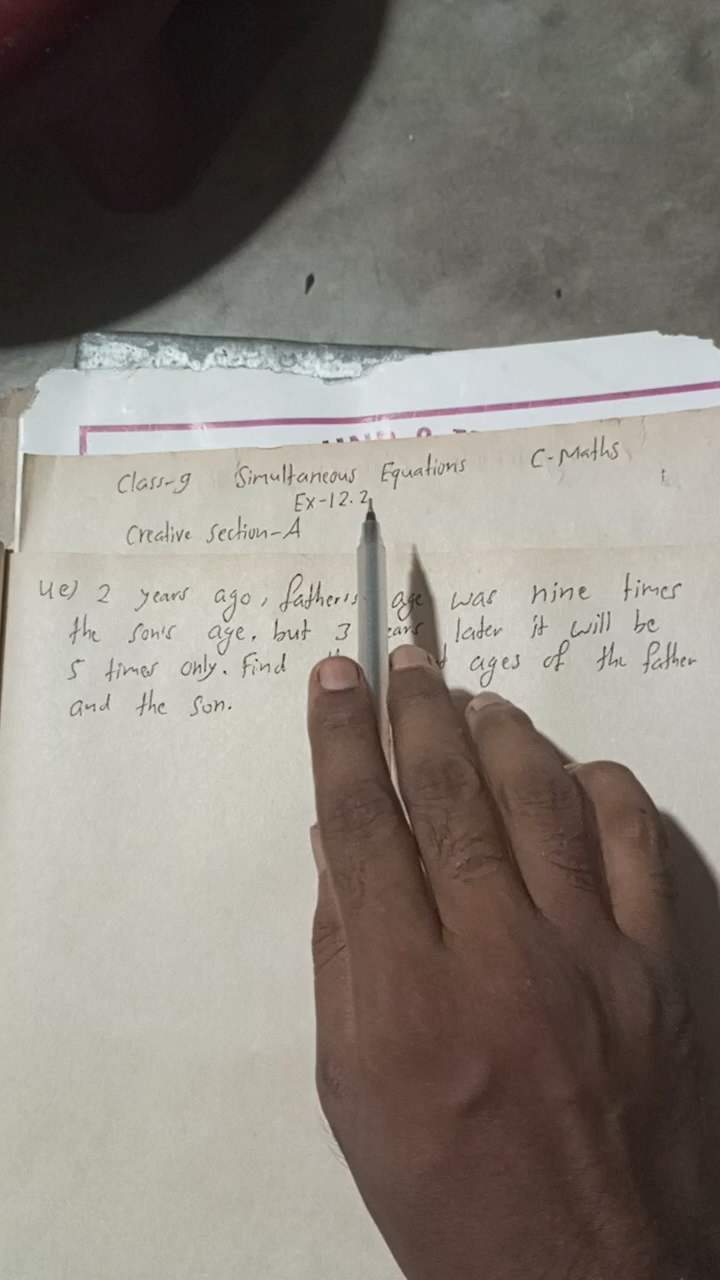 Class-9 Simultaneous Equations C-Maths
Ex-12.2
Creative section-A
4e) 2 years ago, father's age was nine times
the son's age, but 3 later it will be
5 times only. Find ages of the father
and the son.